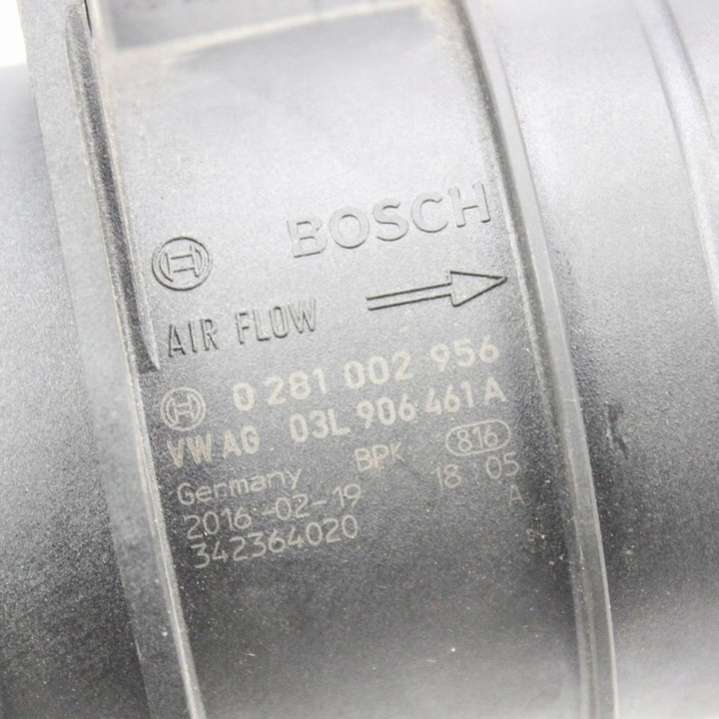 BOSCH
AIR FLOW
0 281 002 956
VW AG 03L 906 461 A
Germany BPK 816
2016-02-19 18:05
342364020 A